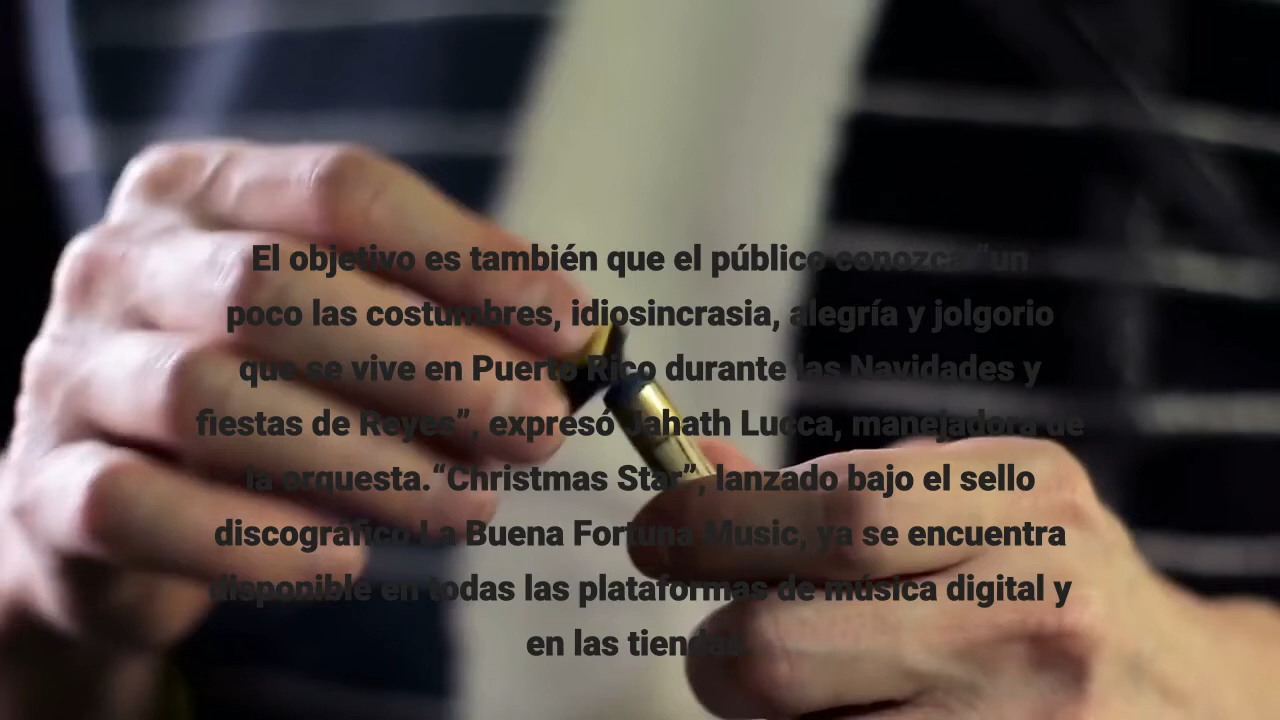 El objetivo es también que el público conozca “un
poco las costumbres, idiosincrasia, alegría y jolgorio
que se vive en Puerto Rico durante las Navidades y
fiestas de Reyes”, expresó Jahath Lucca, manejadora de
la orquesta.“Christmas Star”, lanzado bajo el sello
discográfico La Buena Fortuna Music, ya se encuentra
disponible en todas las plataformas de música digital y
en las tiendas.